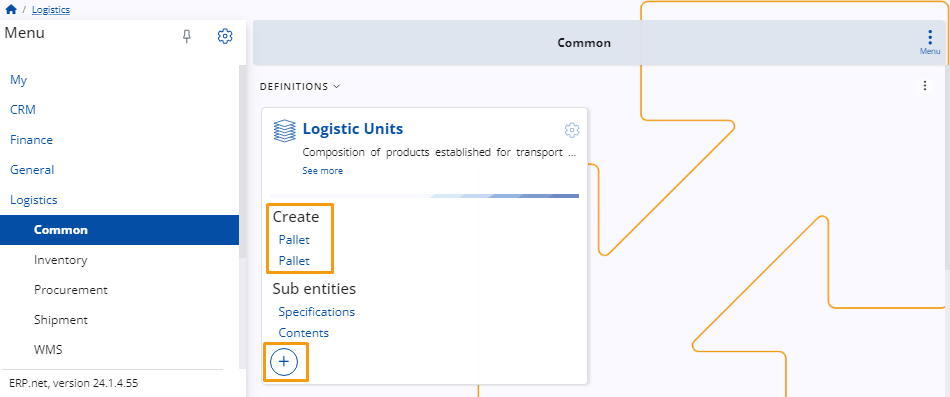 / Logistics
Menu
My
CRM
Finance
General
Logistics
Common
Inventory
Procurement
Shipment
WMS
ERP.net, version 24.1.4.55
Common
Menu
DEFINITIONS
Logistic Units
Composition of products established for transport ...
See more
Create
Pallet
Pallet
Sub entities
Specifications
Contents
+